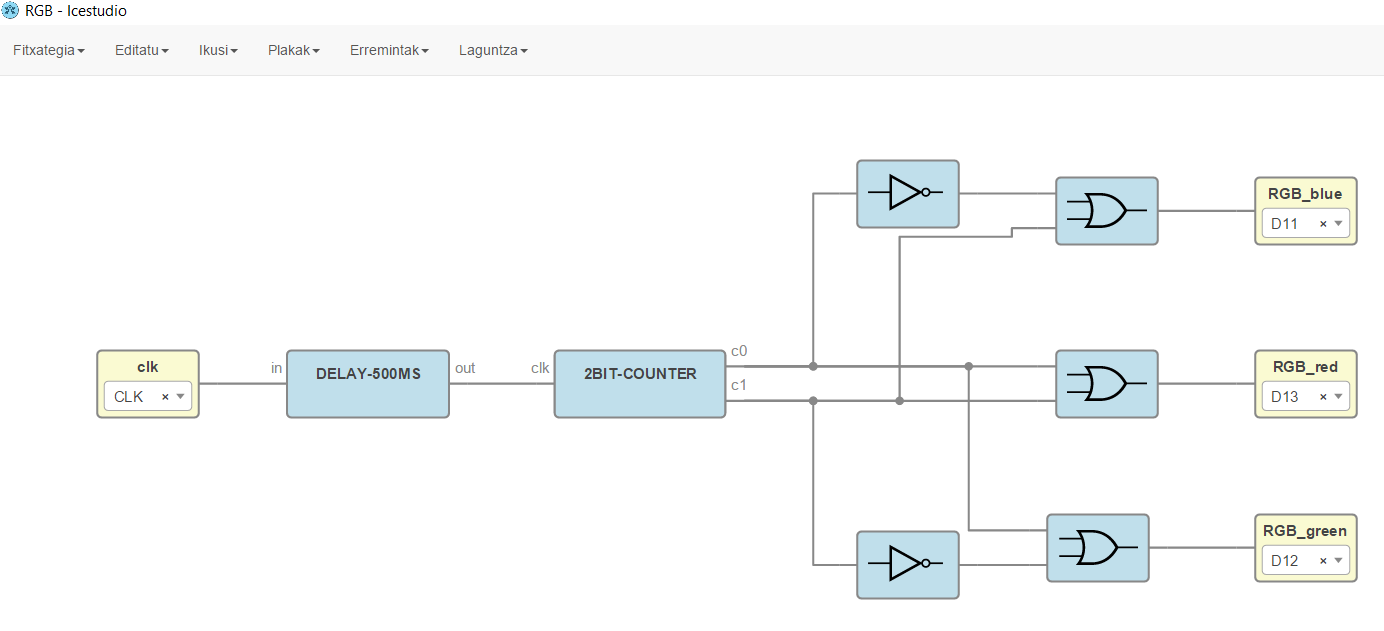 RGB - Icestudio
Fitxategia Editatu Ikusi Plakak Erremintak Laguntza
RGB_blue
D11 ×
clk
CLK ×
in
DELAY-500MS
out
clk
2BIT-COUNTER
c0
c1
RGB_red
D13 ×
RGB_green
D12 ×